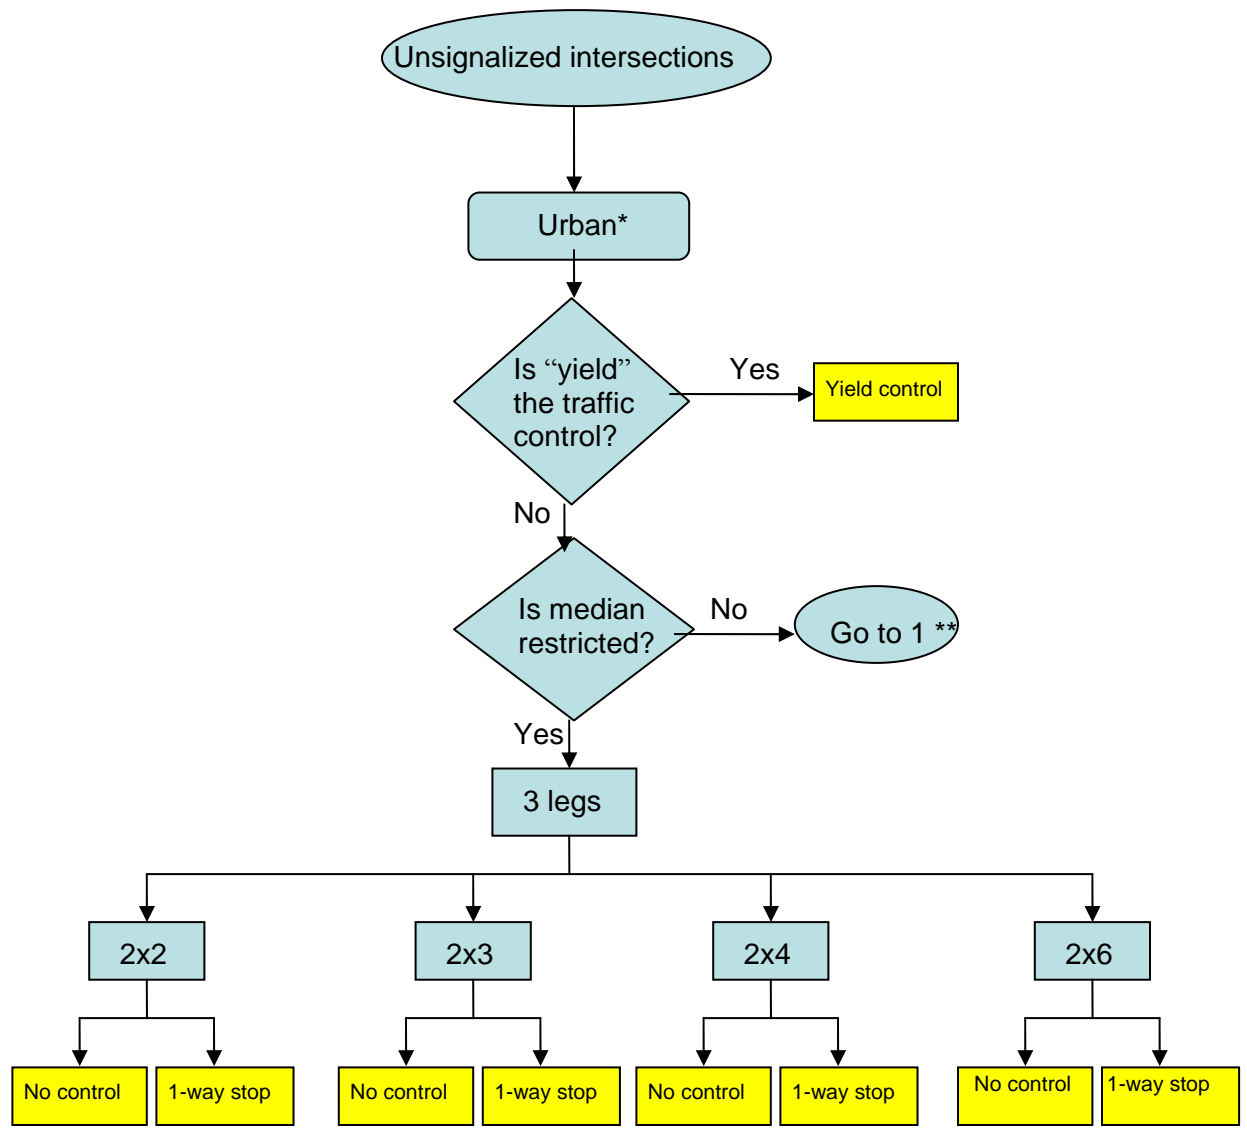 Unsignalized intersections
Urban*
Is “yield”
the traffic
control?
Yes
Yield control
No
Is median
restricted?
No
Go to 1 **
Yes
3 legs
2x2
2x3
2x4
2x6
No control
1-way stop
No control
1-way stop
No control
1-way stop
No control
1-way stop